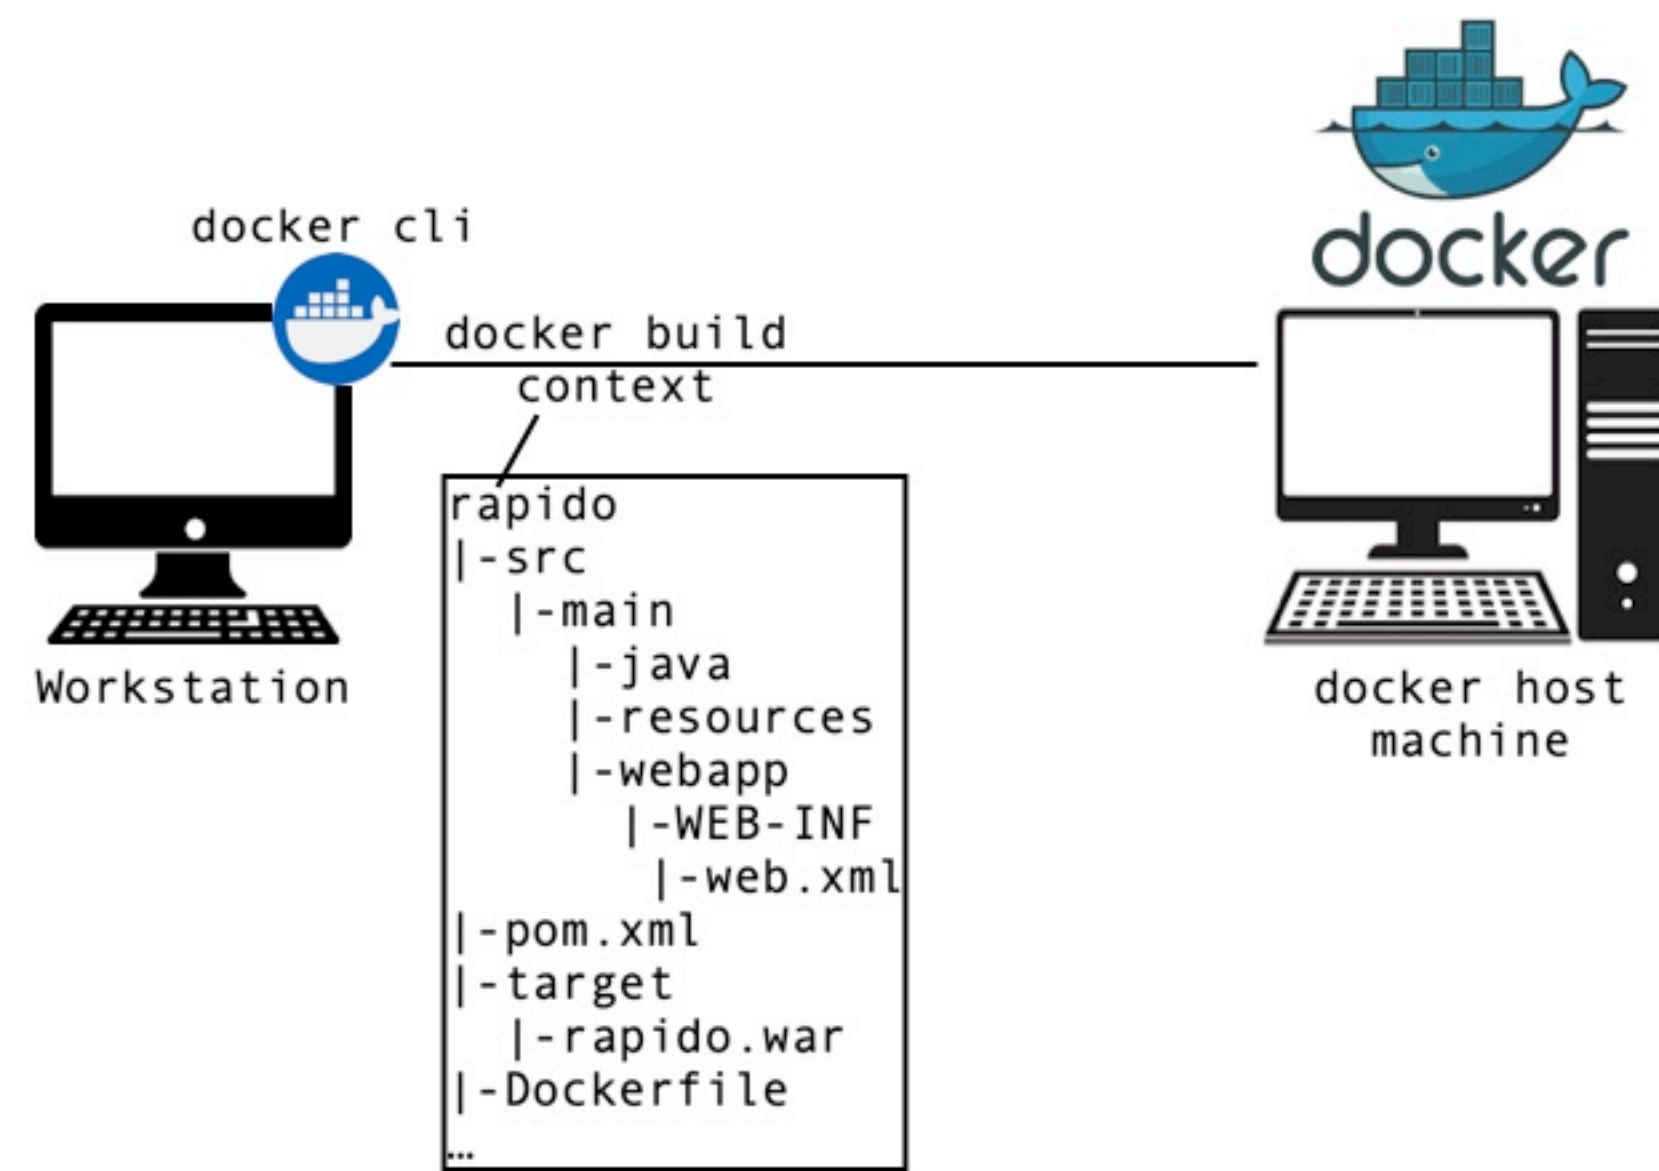 docker
docker cli
docker build
context
rapido
|-src
|-main
|-java
|-resources
|-webapp
|-WEB-INF
|-web.xml
|-pom.xml
|-target
|-rapido.war
|-Dockerfile
...
Workstation
docker host
machine